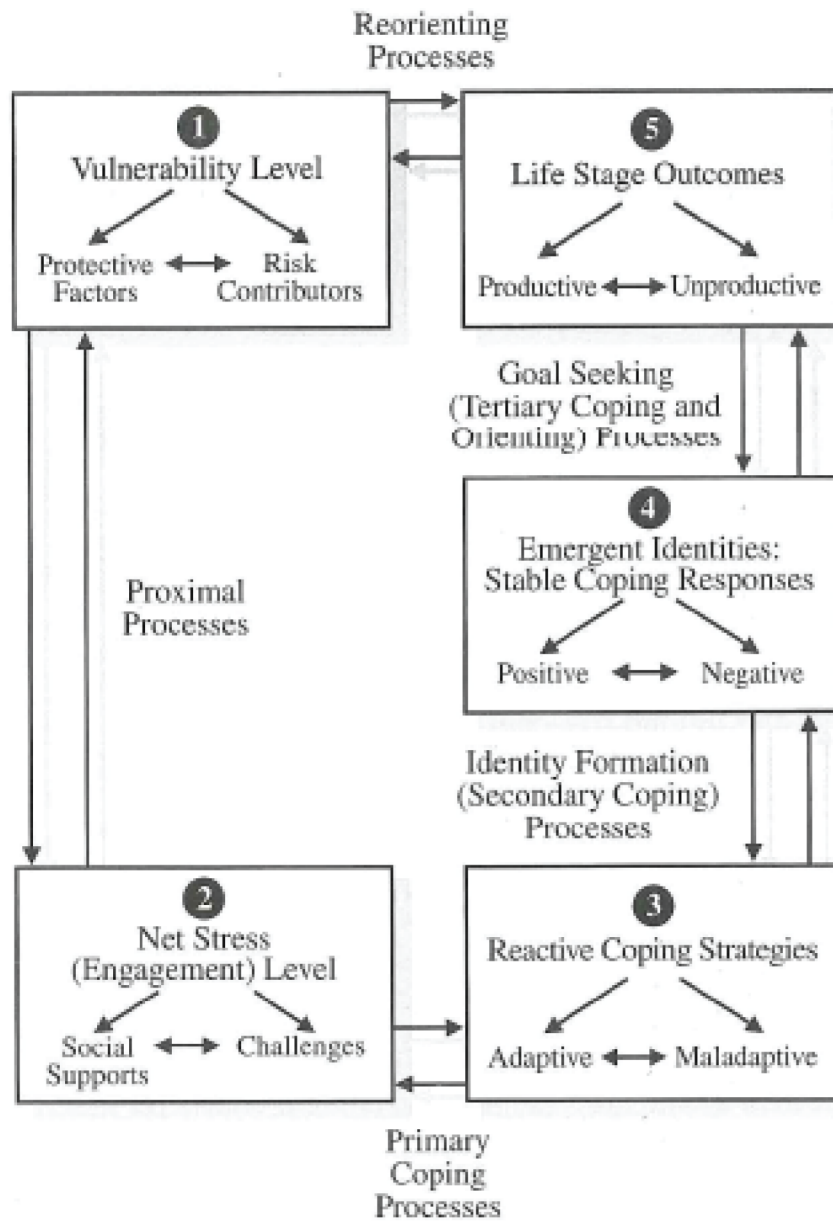 Reorienting
Processes
1
Vulnerability Level
Protective
Factors
Risk
Contributors
5
Life Stage Outcomes
Productive
Unproductive
Goal Seeking
(Tertiary Coping and
Orienting) Processes
4
Emergent Identities:
Stable Coping Responses
Positive
Negative
Proximal
Processes
Identity Formation
(Secondary Coping)
Processes
2
Net Stress
(Engagement) Level
Social
Supports
Challenges
3
Reactive Coping Strategies
Adaptive
Maladaptive
Primary
Coping
Processes